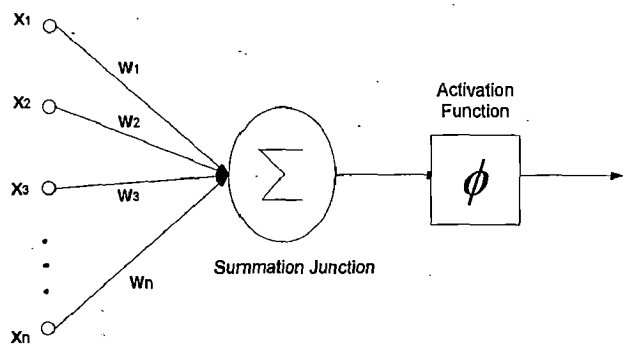 X1
W1
X2
W2
X3
W3
Xn
Wn
Σ
Summation Junction
Activation
Function
ϕ